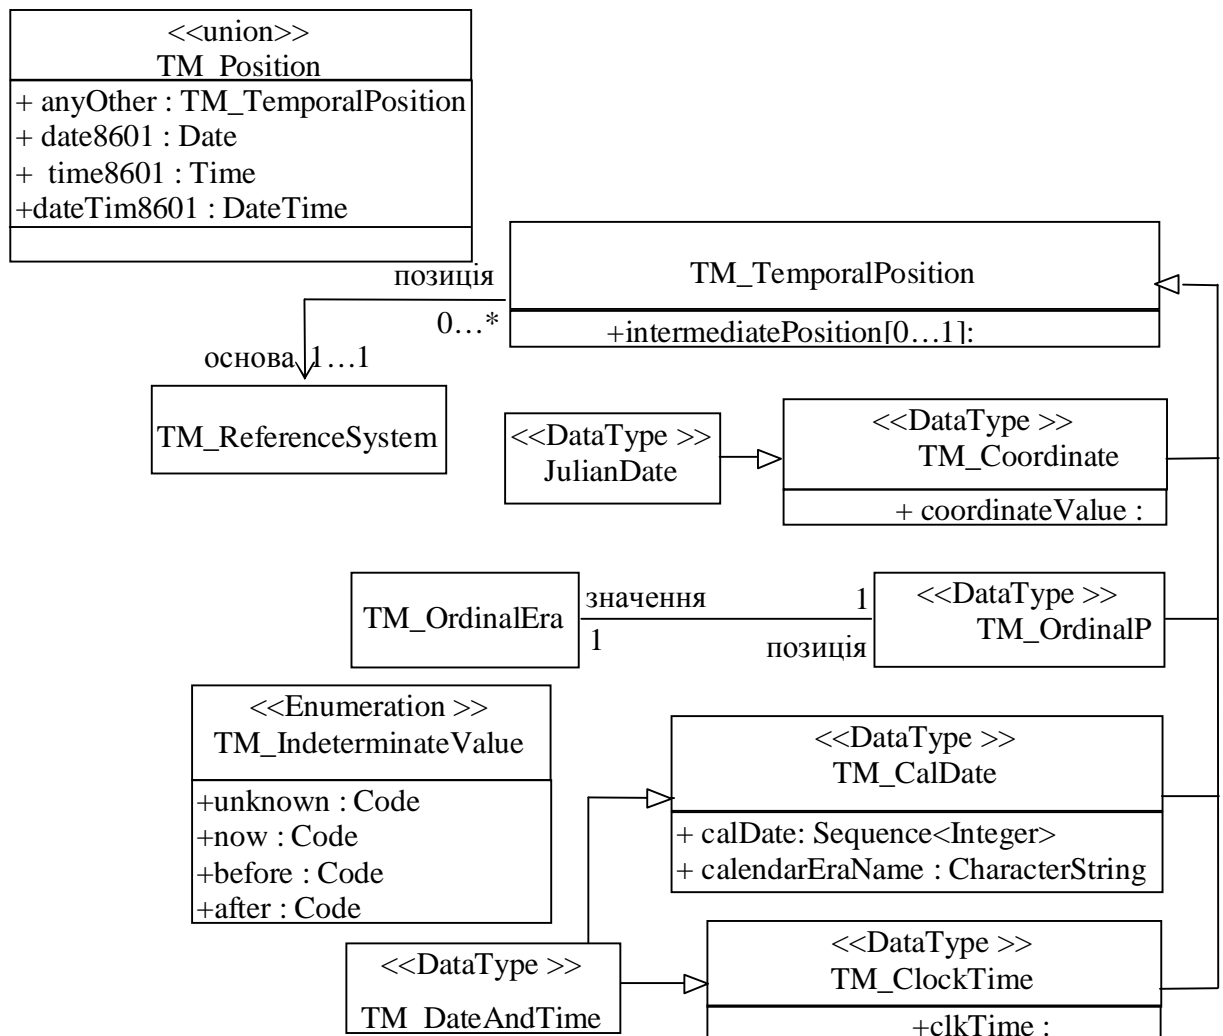 <<union>>
TM_Position
+ anyOther : TM_TemporalPosition
+ date8601 : Date
+ time8601 : Time
+dateTim8601 : DateTime
позиція
0…*
основа 1…1
TM_TemporalPosition
+intermediatePosition[0…1]:
TM_ReferenceSystem
<<DataType >>
JulianDate
<<DataType >>
TM_Coordinate
+ coordinateValue :
TM_OrdinalEra
значення
1
1
позиція
<<DataType >>
TM_OrdinalP
<<Enumeration >>
TM_IndeterminateValue
+unknown : Code
+now : Code
+before : Code
+after : Code
<<DataType >>
TM_CalDate
+ calDate: Sequence<Integer>
+ calendarEraName : CharacterString
<<DataType >>
TM_DateAndTime
<<DataType >>
TM_ClockTime
+clkTime :